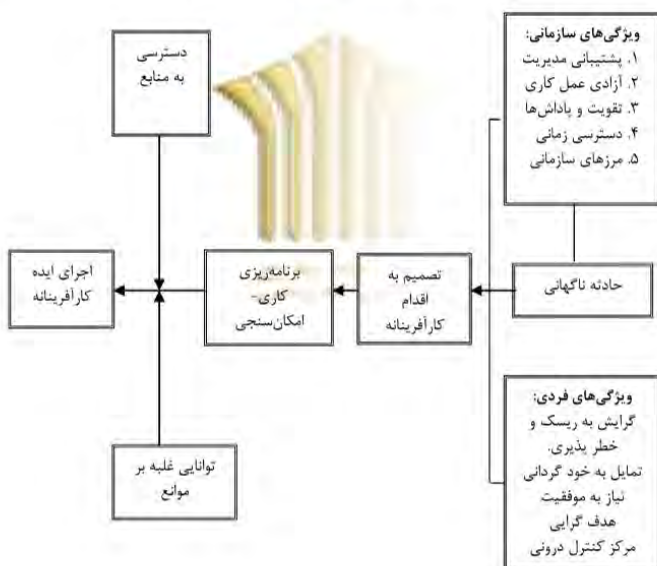 ویژگی‌های سازمانی:
۱. پشتیبانی مدیریت
۲. آزادی عمل کاری
۳. تقویت و پاداش‌ها
۴. دسترسی زمانی
۵. مرزهای سازمانی
حادثه ناگهانی
ویژگی‌های فردی:
گرایش به ریسک و
خطر پذیری.
تمایل به خود گردانی
نیاز به موفقیت
هدف گرایی
مرکز کنترل درونی
تصمیم به
اقدام
کارآفرینانه
برنامه‌ریزی
کاری-
امکان‌سنجی
دسترسی
به منابع
توانایی غلبه بر
موانع
اجرای ایده
کارآفرینانه